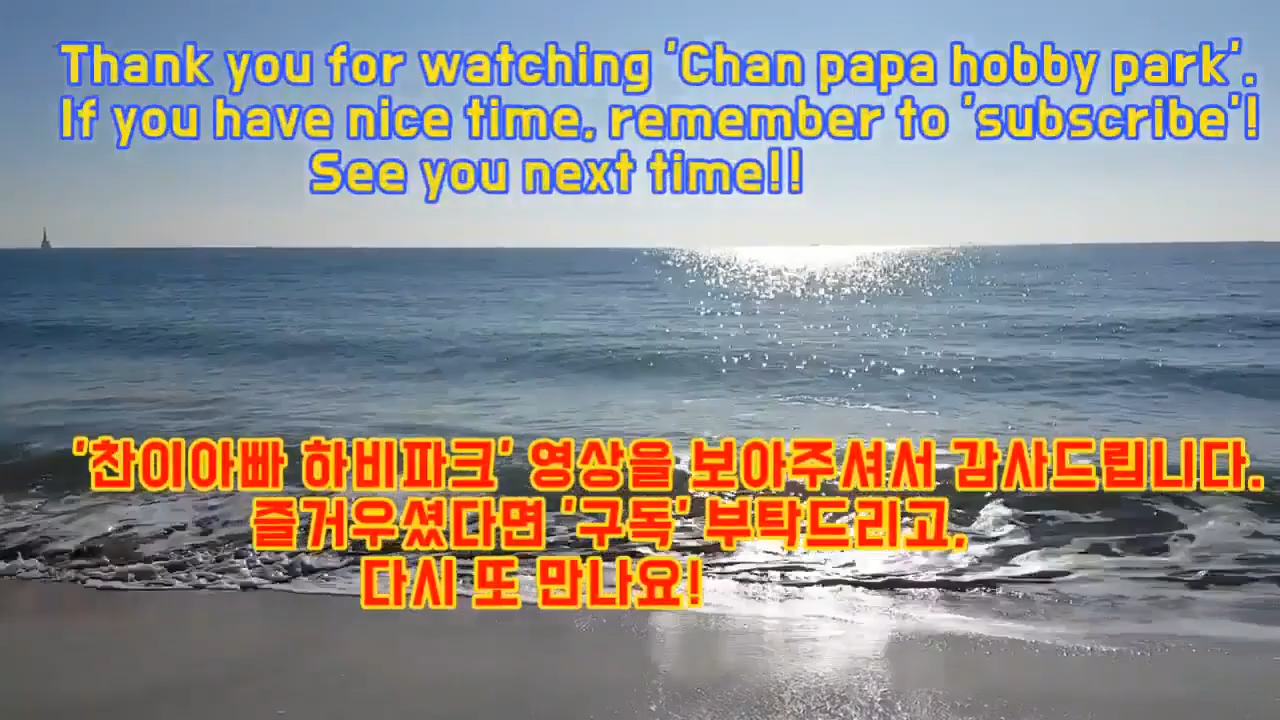 Thank you for watching 'Chan papa hobby park'.
If you have nice time, remember to 'subscribe'!
See you next time!!
'찬이아빠 하비파크' 영상을 보아주셔서 감사드립니다.
즐거우셨다면 '구독' 부탁드리고,
다시 또 만나요!